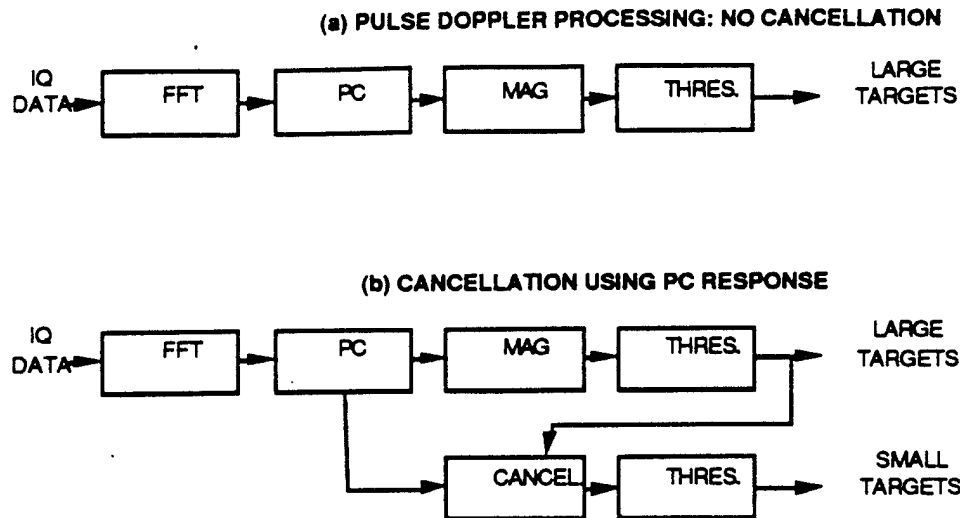 (a) PULSE DOPPLER PROCESSING: NO CANCELLATION
IQ
DATA
FFT
PC
MAG
THRES.
LARGE
TARGETS
(b) CANCELLATION USING PC RESPONSE
IQ
DATA
FFT
PC
MAG
THRES.
LARGE
TARGETS
CANCEL
THRES.
SMALL
TARGETS